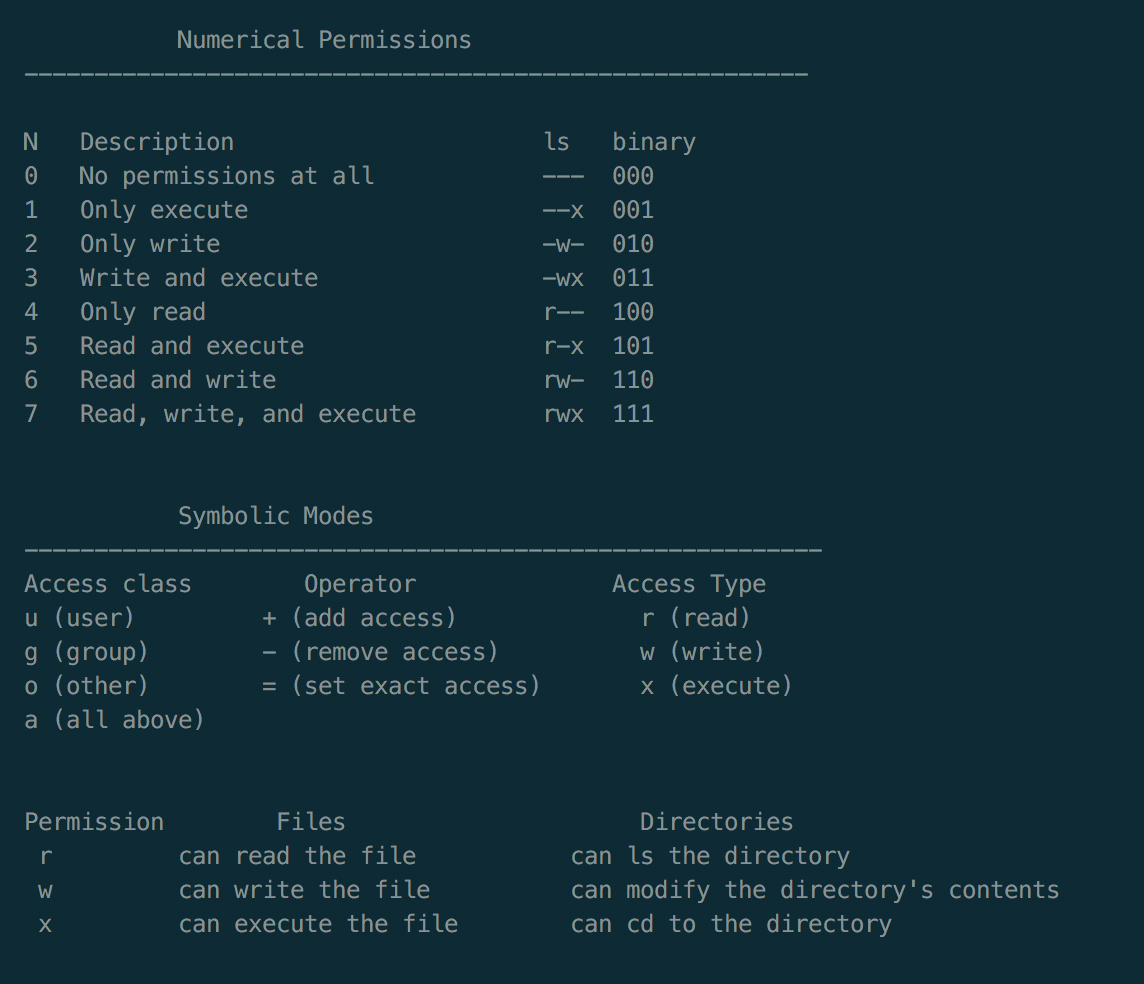 Numerical Permissions
--------------------------------------------------------
N   Description                      ls   binary
0   No permissions at all            ---  000
1   Only execute                     --x  001
2   Only write                       -w-  010
3   Write and execute                -wx  011
4   Only read                        r--  100
5   Read and execute                 r-x  101
6   Read and write                   rw-  110
7   Read, write, and execute         rwx  111
Symbolic Modes
---------------------------------------------------------
Access class        Operator              Access Type
u (user)         + (add access)             r (read)
g (group)        - (remove access)          w (write)
o (other)        = (set exact access)       x (execute)
a (all above)
Permission        Files                     Directories
r         can read the file           can ls the directory
w         can write the file          can modify the directory's contents
x         can execute the file        can cd to the directory